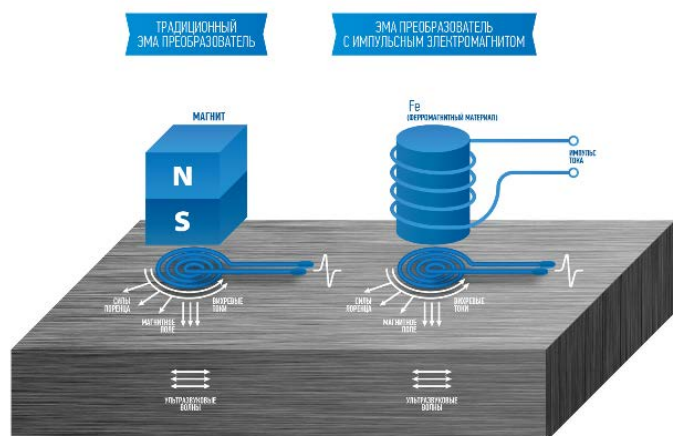 ТРАДИЦИОННЫЙ
ЭМА ПРЕОБРАЗОВАТЕЛЬ
ЭМА ПРЕОБРАЗОВАТЕЛЬ
С ИМПУЛЬСНЫМ ЭЛЕКТРОМАГНИТОМ
МАГНИТ
N
S
Fe
(ФЕРРОМАГНИТНЫЙ МАТЕРИАЛ)
ИМПУЛЬС
ТОКА
СИЛЫ
ЛОРЕНЦА
МАГНИТНОЕ
ПОЛЕ
ВИХРЕВЫЕ
ТОКИ
СИЛЫ
ЛОРЕНЦА
МАГНИТНОЕ
ПОЛЕ
ВИХРЕВЫЕ
ТОКИ
УЛЬТРАЗВУКОВЫЕ
ВОЛНЫ
УЛЬТРАЗВУКОВЫЕ
ВОЛНЫ